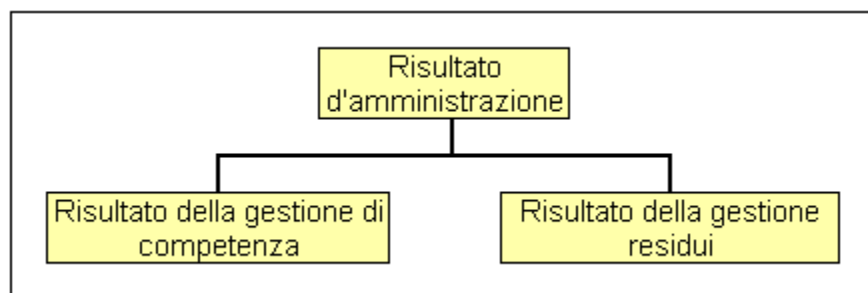 Risultato
d'amministrazione
Risultato della gestione di
competenza
Risultato della gestione
residui